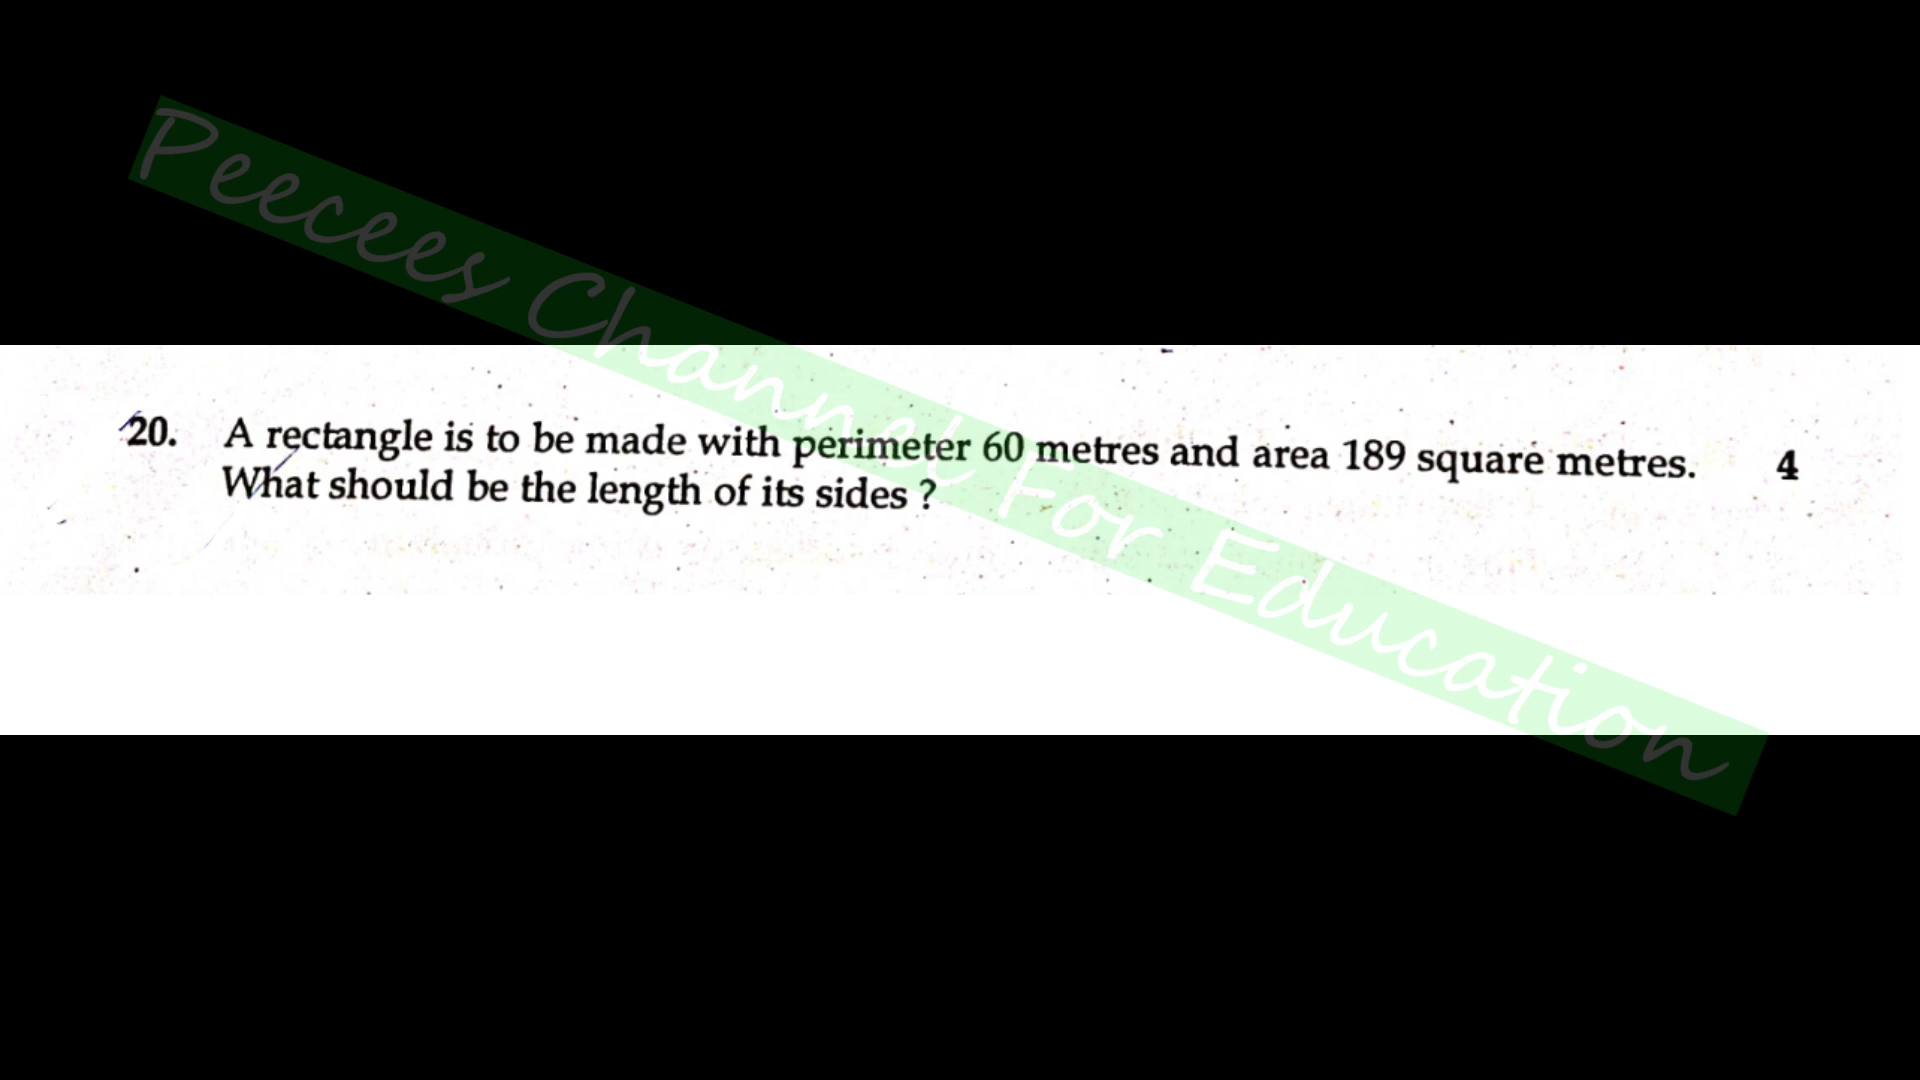 Peecees Channel For Education
20. A rectangle is to be made with perimeter 60 metres and area 189 square metres. 4
What should be the length of its sides ?